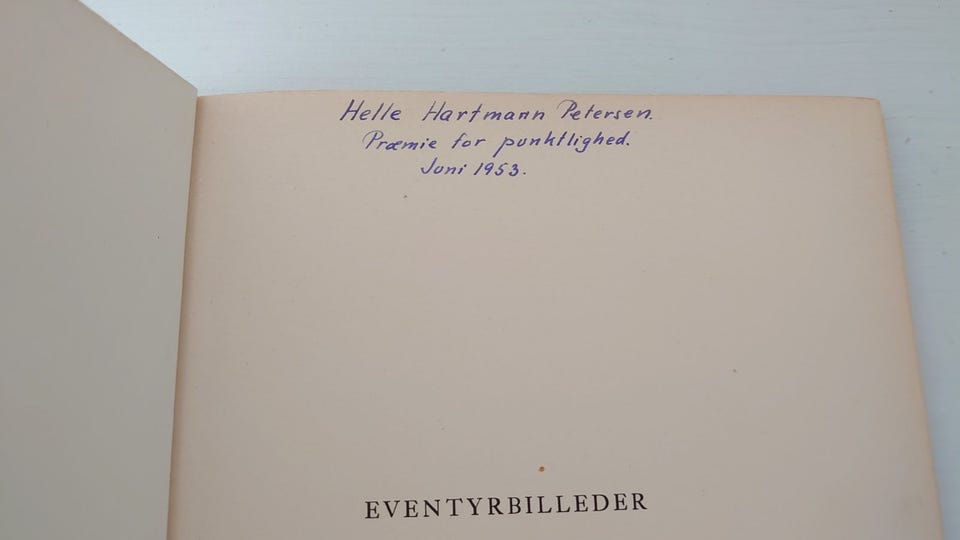 Helle Hartmann Petersen.
Præmie for punktlighed.
Juni 1953.
EVENTYRBILLEDER